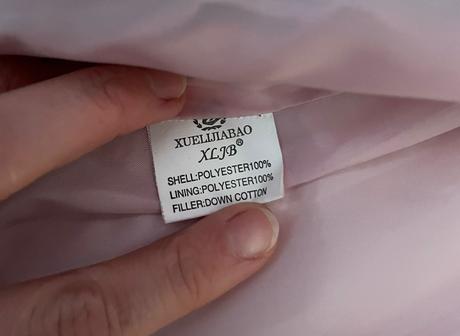 XUELIJIABAO
XLJB®
SHELL:POLYESTER100%
LINING:POLYESTER100%
FILLER:DOWN COTTON